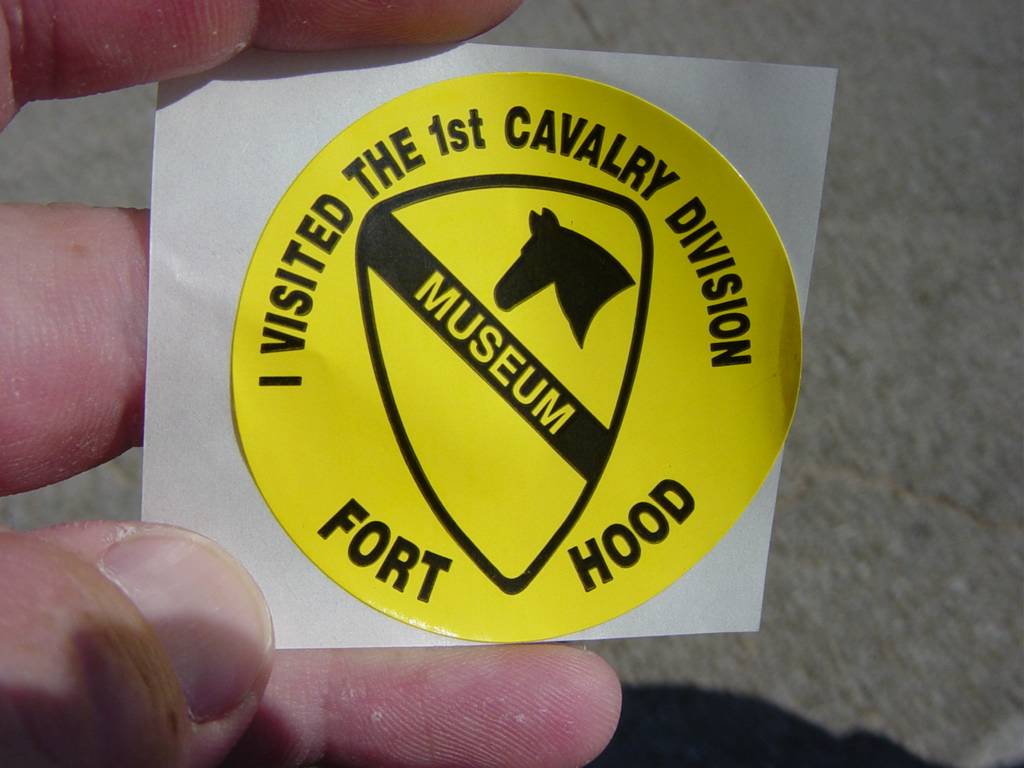 I VISITED THE 1st CAVALRY DIVISION
MUSEUM
FORT HOOD